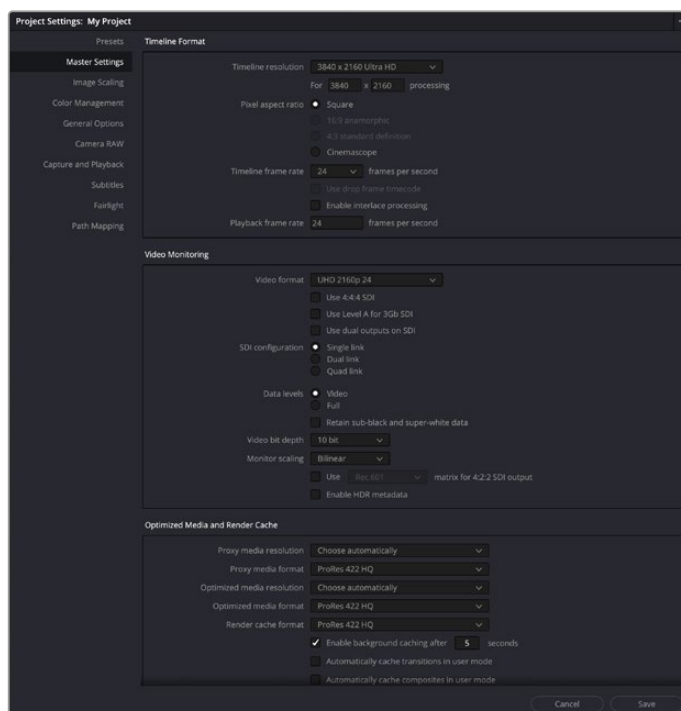 Project Settings: My Project
Presets
Master Settings
Image Scaling
Color Management
General Options
Camera RAW
Capture and Playback
Subtitles
Fairlight
Path Mapping
Timeline Format
Timeline resolution 3840 x 2160 Ultra HD
For 3840 x 2160 processing
Pixel aspect ratio Square
16:9 anamorphic
4:3 standard definition
Cinemascope
Timeline frame rate 24 frames per second
Use drop frame timecode
Enable interlace processing
Playback frame rate 24 frames per second
Video Monitoring
Video format UHD 2160p 24
Use 4:4:4 SDI
Use Level A for 3Gb SDI
Use dual outputs on SDI
SDI configuration Single link
Dual link
Quad link
Data levels Video
Full
Retain sub-black and super-white data
Video bit depth 10 bit
Monitor scaling Bilinear
Use Rec.601 matrix for 4:2:2 SDI output
Enable HDR metadata
Optimized Media and Render Cache
Proxy media resolution Choose automatically
Proxy media format ProRes 422 HQ
Optimized media resolution Choose automatically
Optimized media format ProRes 422 HQ
Render cache format ProRes 422 HQ
Enable background caching after 5 seconds
Automatically cache transitions in user mode
Automatically cache composites in user mode
Cancel Save